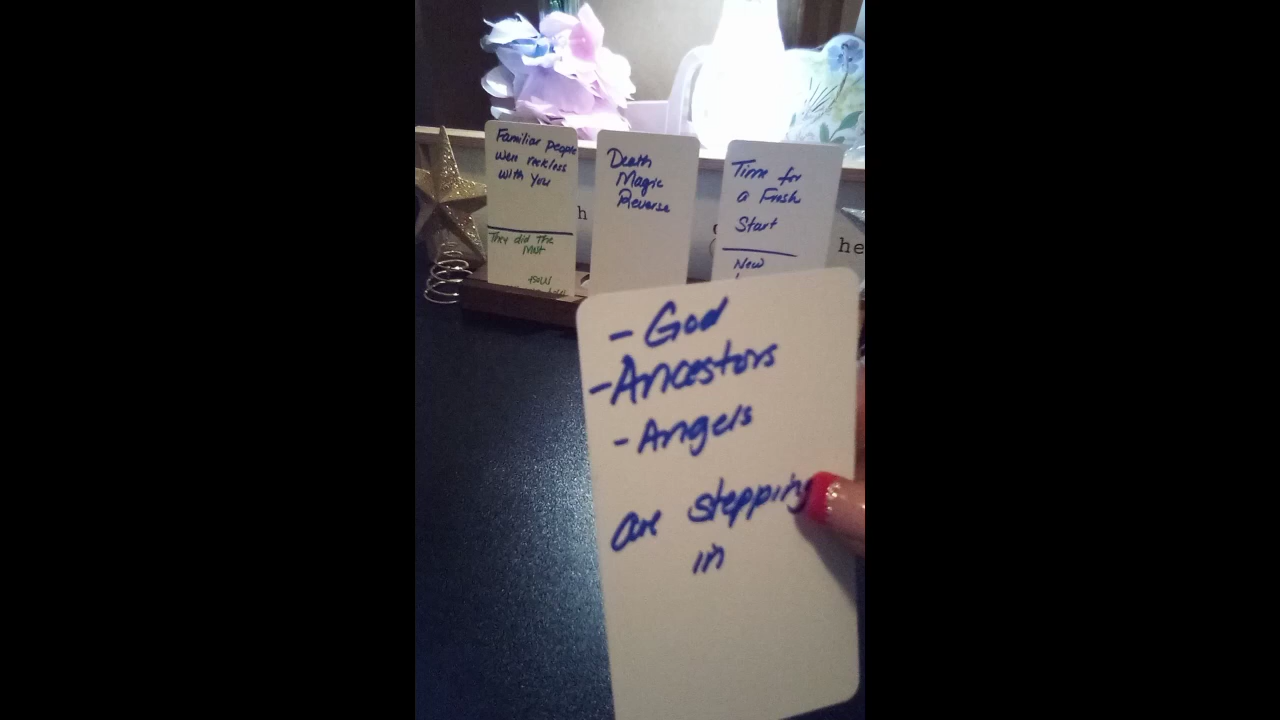 Familiar people
were reckless
with You
They did The
Most
Death
Magic
Reverse
Time for
a Fresh
Start
New
h
he
- God
- Ancestors
- Angels
are stepping
in